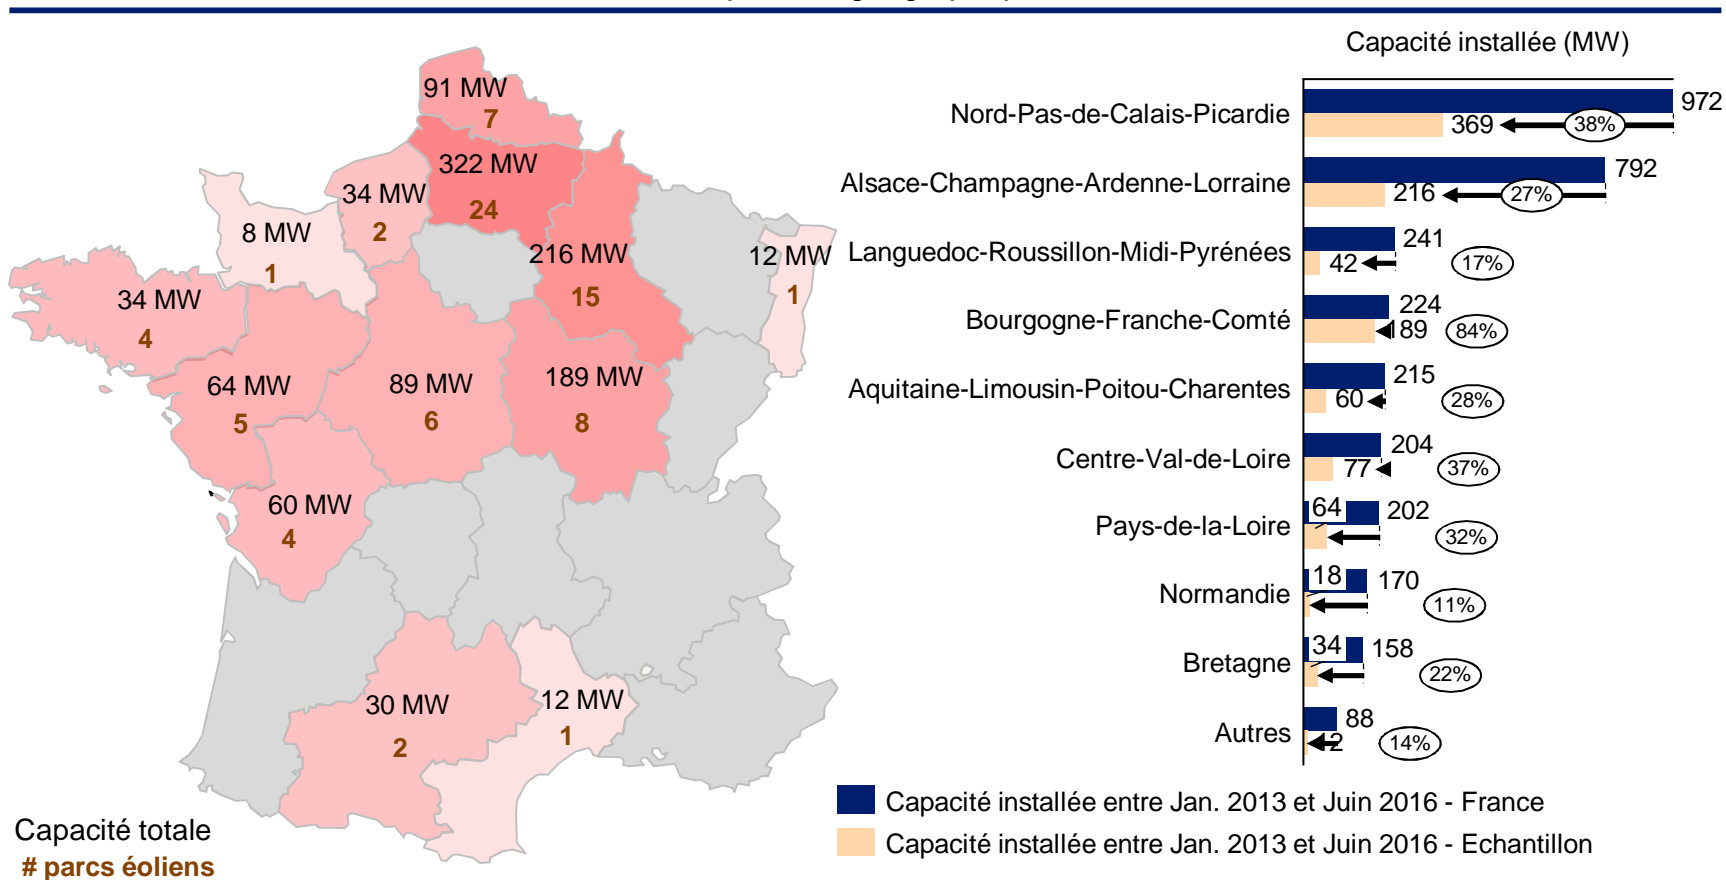 91 MW
7
322 MW
24
34 MW
2
8 MW
1
216 MW
15
12 MW
1
34 MW
4
64 MW
5
89 MW
6
189 MW
8
60 MW
4
30 MW
2
12 MW
1
Capacité totale
# parcs éoliens
Capacité installée (MW)
Nord-Pas-de-Calais-Picardie 972
369 38%
Alsace-Champagne-Ardenne-Lorraine 792
216 27%
Languedoc-Roussillon-Midi-Pyrénées 241
42 17%
Bourgogne-Franche-Comté 224
189 84%
Aquitaine-Limousin-Poitou-Charentes 215
60 28%
Centre-Val-de-Loire 204
77 37%
Pays-de-la-Loire 64 202
32%
Normandie 18 170
11%
Bretagne 34 158
22%
Autres 88
12 14%
Capacité installée entre Jan. 2013 et Juin 2016 - France
Capacité installée entre Jan. 2013 et Juin 2016 - Echantillon